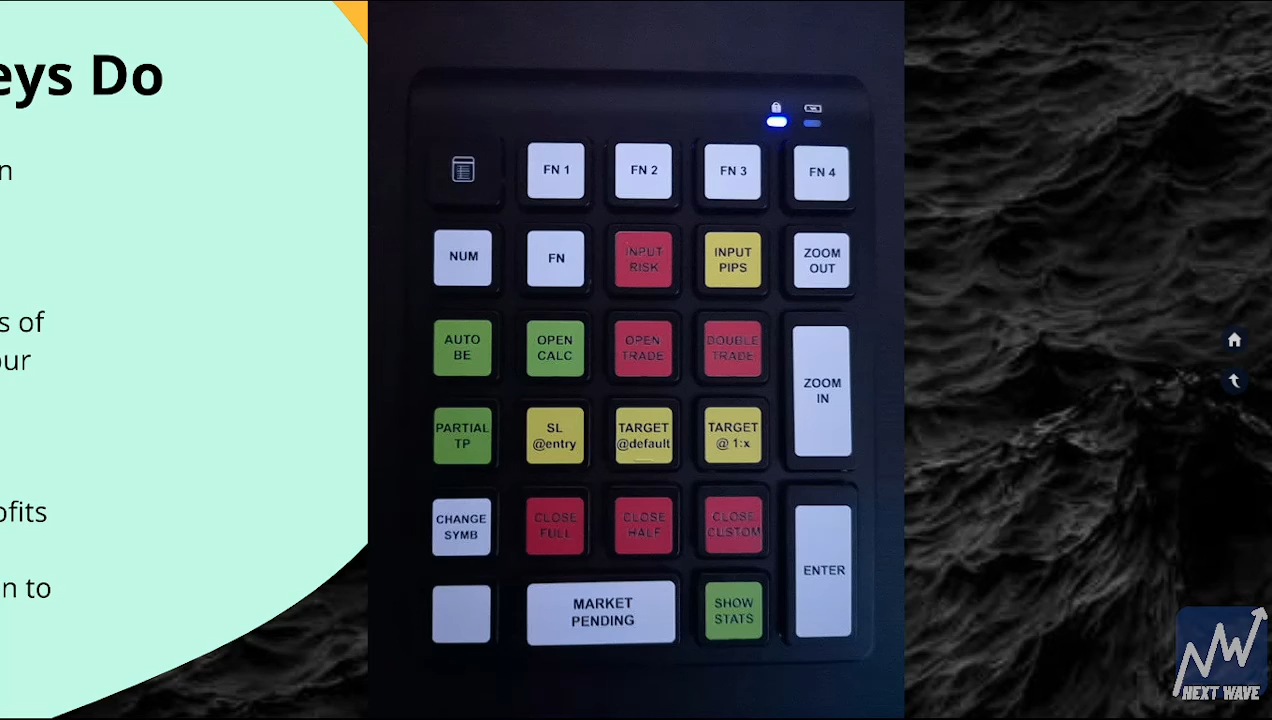 eys Do
n
s of
our
ofits
n to
FN 1
FN 2
FN 3
FN 4
NUM
FN
INPUT
RISK
INPUT
PIPS
ZOOM
OUT
AUTO
BE
OPEN
CALC
OPEN
TRADE
DOUBLE
TRADE
ZOOM
IN
PARTIAL
TP
SL
@entry
TARGET
@default
TARGET
@ 1:x
CHANGE
SYMB
CLOSE
FULL
CLOSE
HALF
CLOSE
CUSTOM
ENTER
MARKET
PENDING
SHOW
STATS
NW
NEXT WAVE